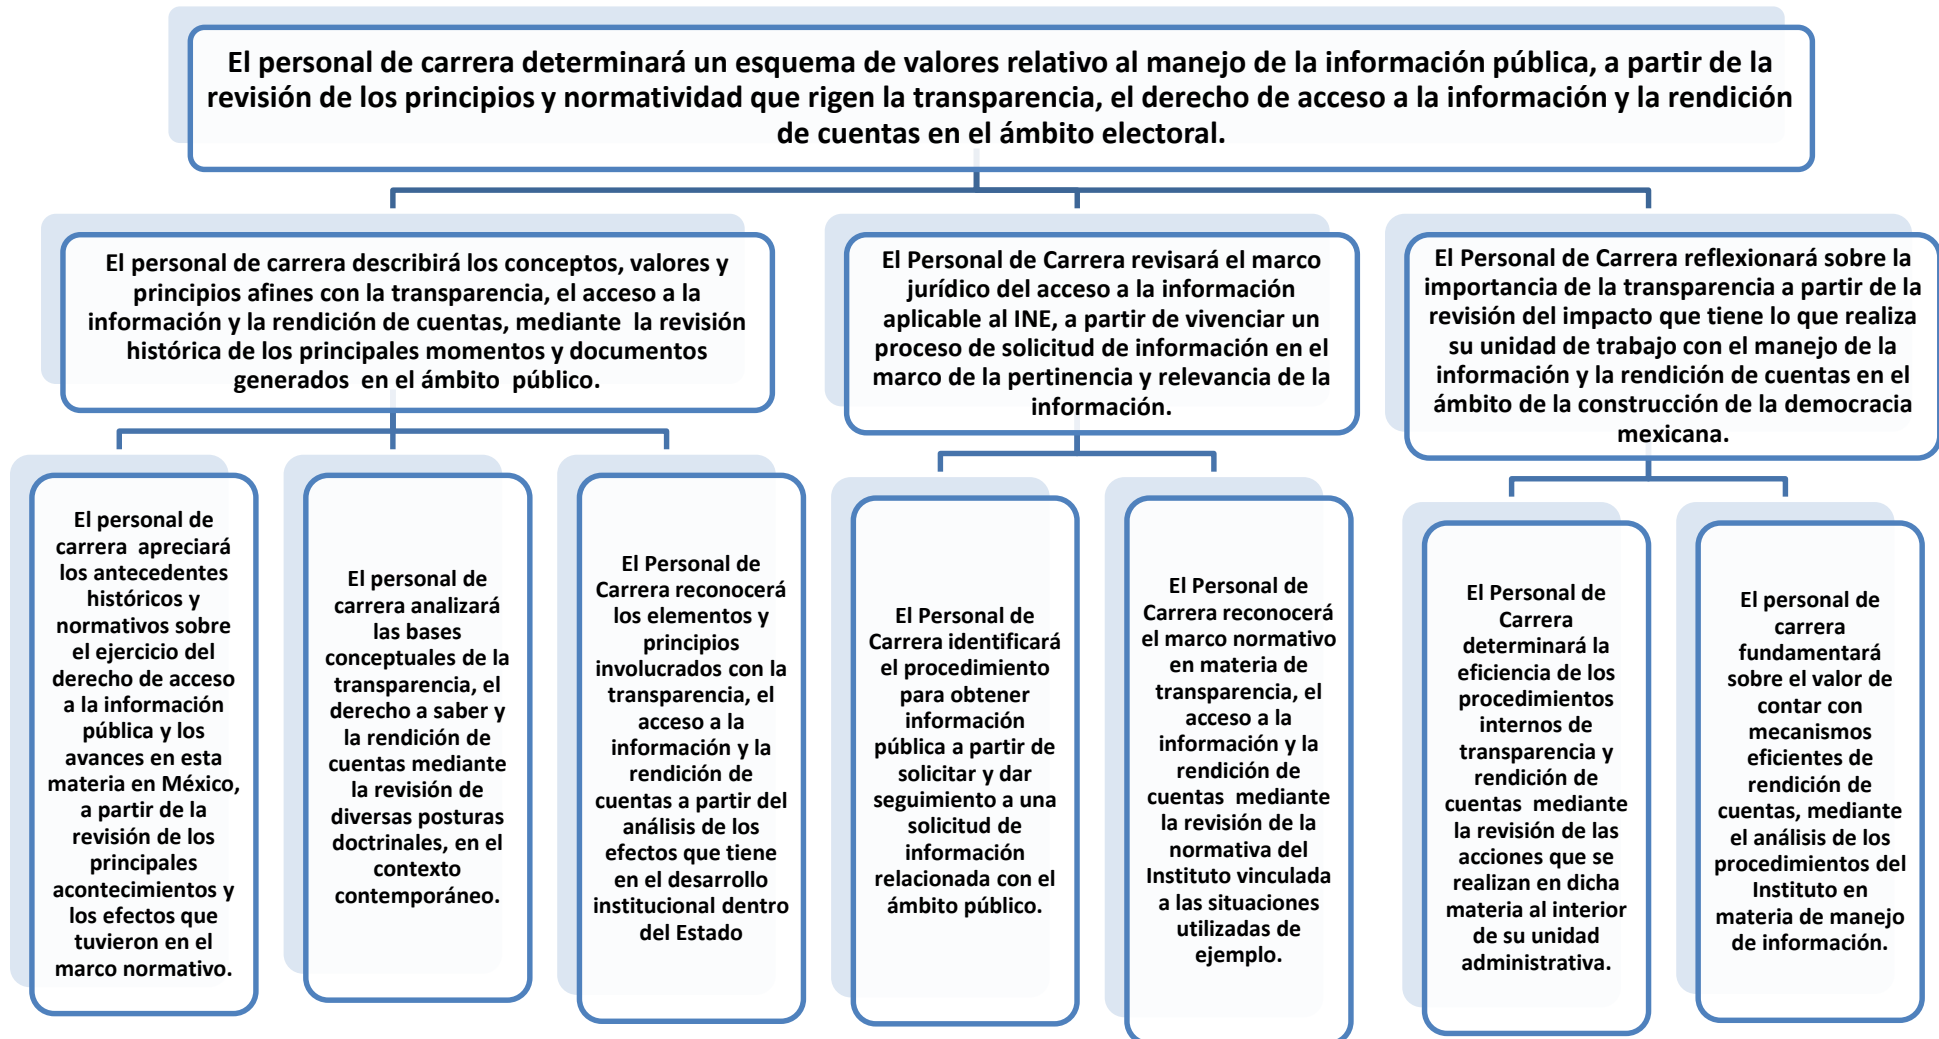 El personal de carrera determinará un esquema de valores relativo al manejo de la información pública, a partir de la
revisión de los principios y normatividad que rigen la transparencia, el derecho de acceso a la información y la rendición
de cuentas en el ámbito electoral.
El personal de carrera describirá los conceptos, valores y
principios afines con la transparencia, el acceso a la
información y la rendición de cuentas, mediante la revisión
histórica de los principales momentos y documentos
generados en el ámbito público.
El Personal de Carrera revisará el marco
jurídico del acceso a la información
aplicable al INE, a partir de vivenciar un
proceso de solicitud de información en el
marco de la pertinencia y relevancia de la
información.
El Personal de Carrera reflexionará sobre la
importancia de la transparencia a partir de la
revisión del impacto que tiene lo que realiza
su unidad de trabajo con el manejo de la
información y la rendición de cuentas en el
ámbito de la construcción de la democracia
mexicana.
El personal de
carrera apreciará
los antecedentes
históricos y
normativos sobre
el ejercicio del
derecho de acceso
a la información
pública y los
avances en esta
materia en México,
a partir de la
revisión de los
principales
acontecimientos y
los efectos que
tuvieron en el
marco normativo.
El personal de
carrera analizará
las bases
conceptuales de la
transparencia, el
derecho a saber y
la rendición de
cuentas mediante
la revisión de
diversas posturas
doctrinales, en el
contexto
contemporáneo.
El Personal de
Carrera reconocerá
los elementos y
principios
involucrados con la
transparencia, el
acceso a la
información y la
rendición de
cuentas a partir del
análisis de los
efectos que tiene
en el desarrollo
institucional dentro
del Estado
El Personal de
Carrera identificará
el procedimiento
para obtener
información
pública a partir de
solicitar y dar
seguimiento a una
solicitud de
información
relacionada con el
ámbito público.
El Personal de
Carrera reconocerá
el marco normativo
en materia de
transparencia, el
acceso a la
información y la
rendición de
cuentas mediante
la revisión de la
normativa del
Instituto vinculada
a las situaciones
utilizadas de
ejemplo.
El Personal de
Carrera
determinará la
eficiencia de los
procedimientos
internos de
transparencia y
rendición de
cuentas mediante
la revisión de las
acciones que se
realizan en dicha
materia al interior
de su unidad
administrativa.
El personal de
carrera
fundamentará
sobre el valor de
contar con
mecanismos
eficientes de
rendición de
cuentas, mediante
el análisis de los
procedimientos del
Instituto en
materia de manejo
de información.